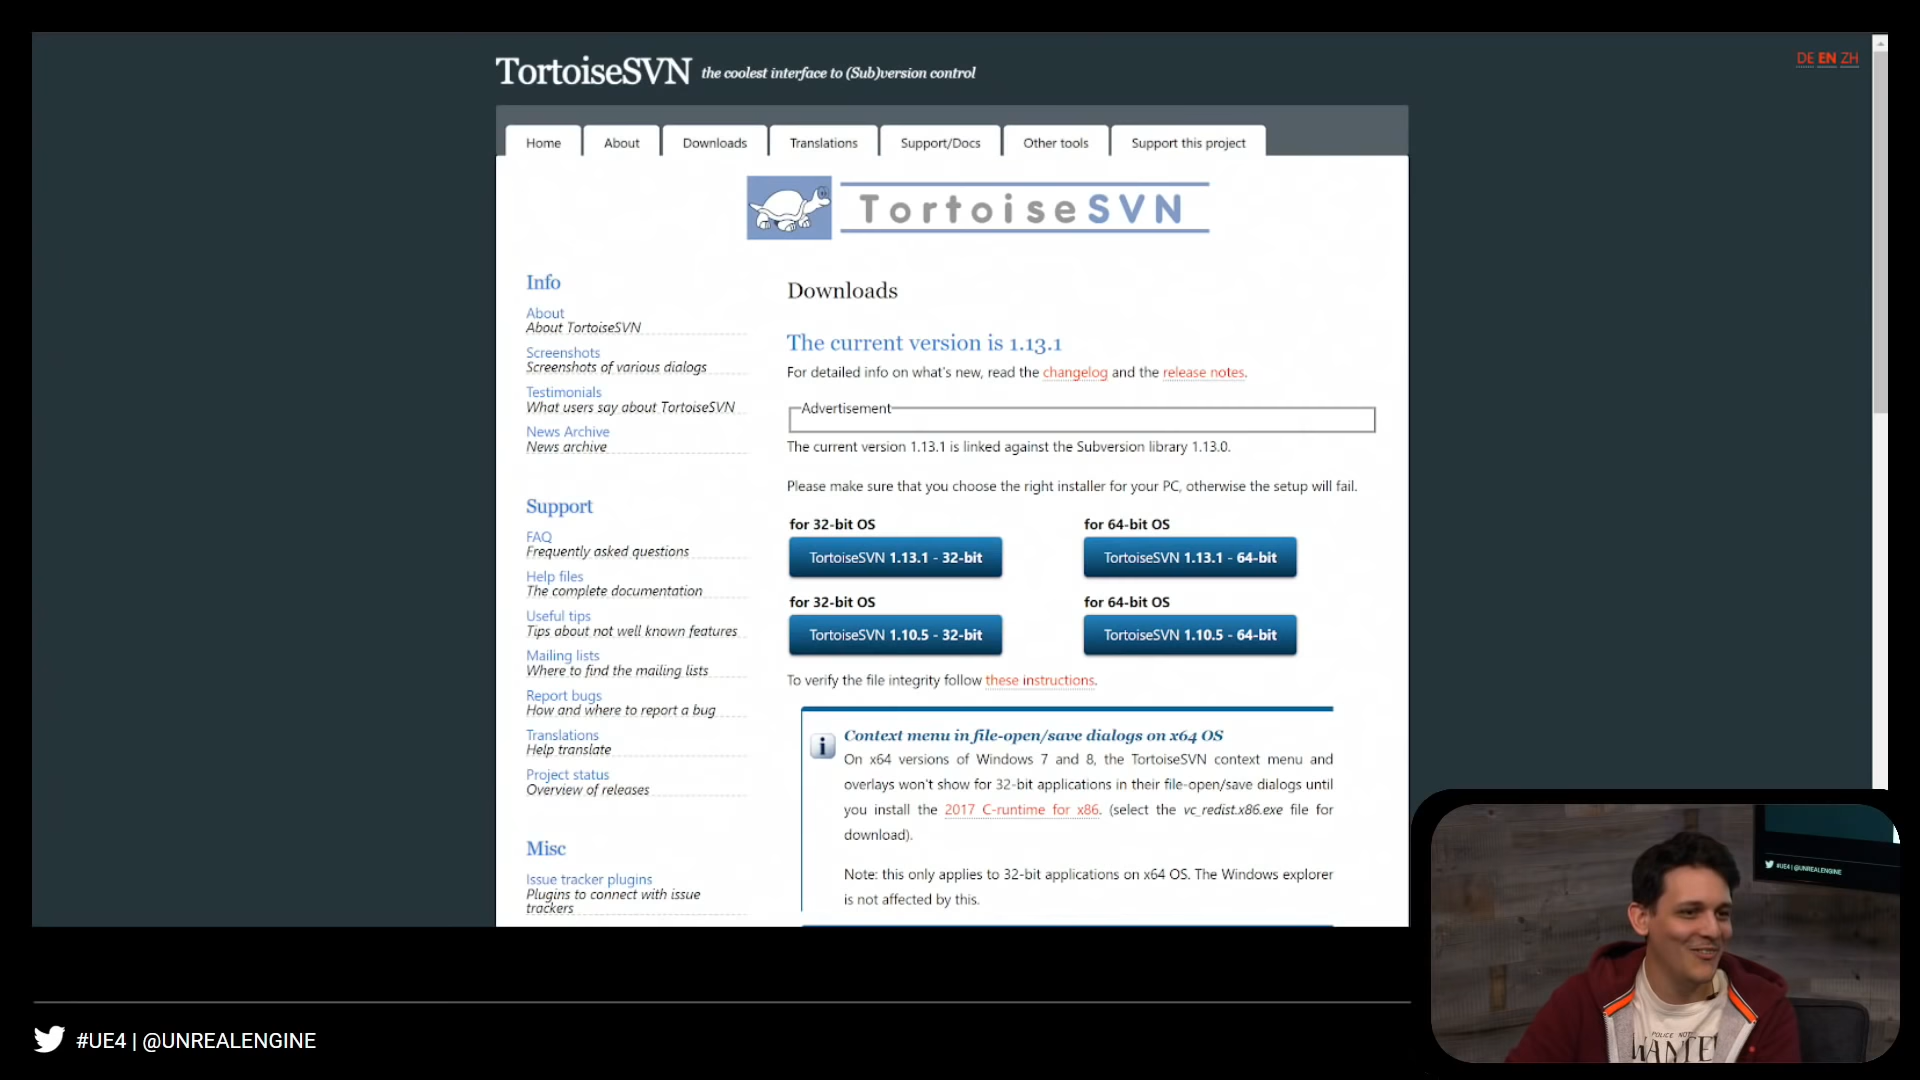 TortoiseSVN the coolest interface to (Sub)version control
DE EN ZH
Home About Downloads Translations Support/Docs Other tools Support this project
TortoiseSVN
Info
About
About TortoiseSVN
Screenshots
Screenshots of various dialogs
Testimonials
What users say about TortoiseSVN
News Archive
News archive
Support
FAQ
Frequently asked questions
Help files
The complete documentation
Useful tips
Tips about not well known features
Mailing lists
Where to find the mailing lists
Report bugs
How and where to report a bug
Translations
Help translate
Project status
Overview of releases
Misc
Issue tracker plugins
Plugins to connect with issue
trackers
Downloads
The current version is 1.13.1
For detailed info on what's new, read the changelog and the release notes.
Advertisement
The current version 1.13.1 is linked against the Subversion library 1.13.0.
Please make sure that you choose the right installer for your PC, otherwise the setup will fail.
for 32-bit OS for 64-bit OS
TortoiseSVN 1.13.1 - 32-bit TortoiseSVN 1.13.1 - 64-bit
for 32-bit OS for 64-bit OS
TortoiseSVN 1.10.5 - 32-bit TortoiseSVN 1.10.5 - 64-bit
To verify the file integrity follow these instructions.
Context menu in file-open/save dialogs on x64 OS
On x64 versions of Windows 7 and 8, the TortoiseSVN context menu and
overlays won't show for 32-bit applications in their file-open/save dialogs until
you install the 2017 C-runtime for x86. (select the vc_redist.x86.exe file for
download).
Note: this only applies to 32-bit applications on x64 OS. The Windows explorer
is not affected by this.
#UE4 | @UNREALENGINE
#UE4 | @UNREALENGINE
POLICE
WANTE